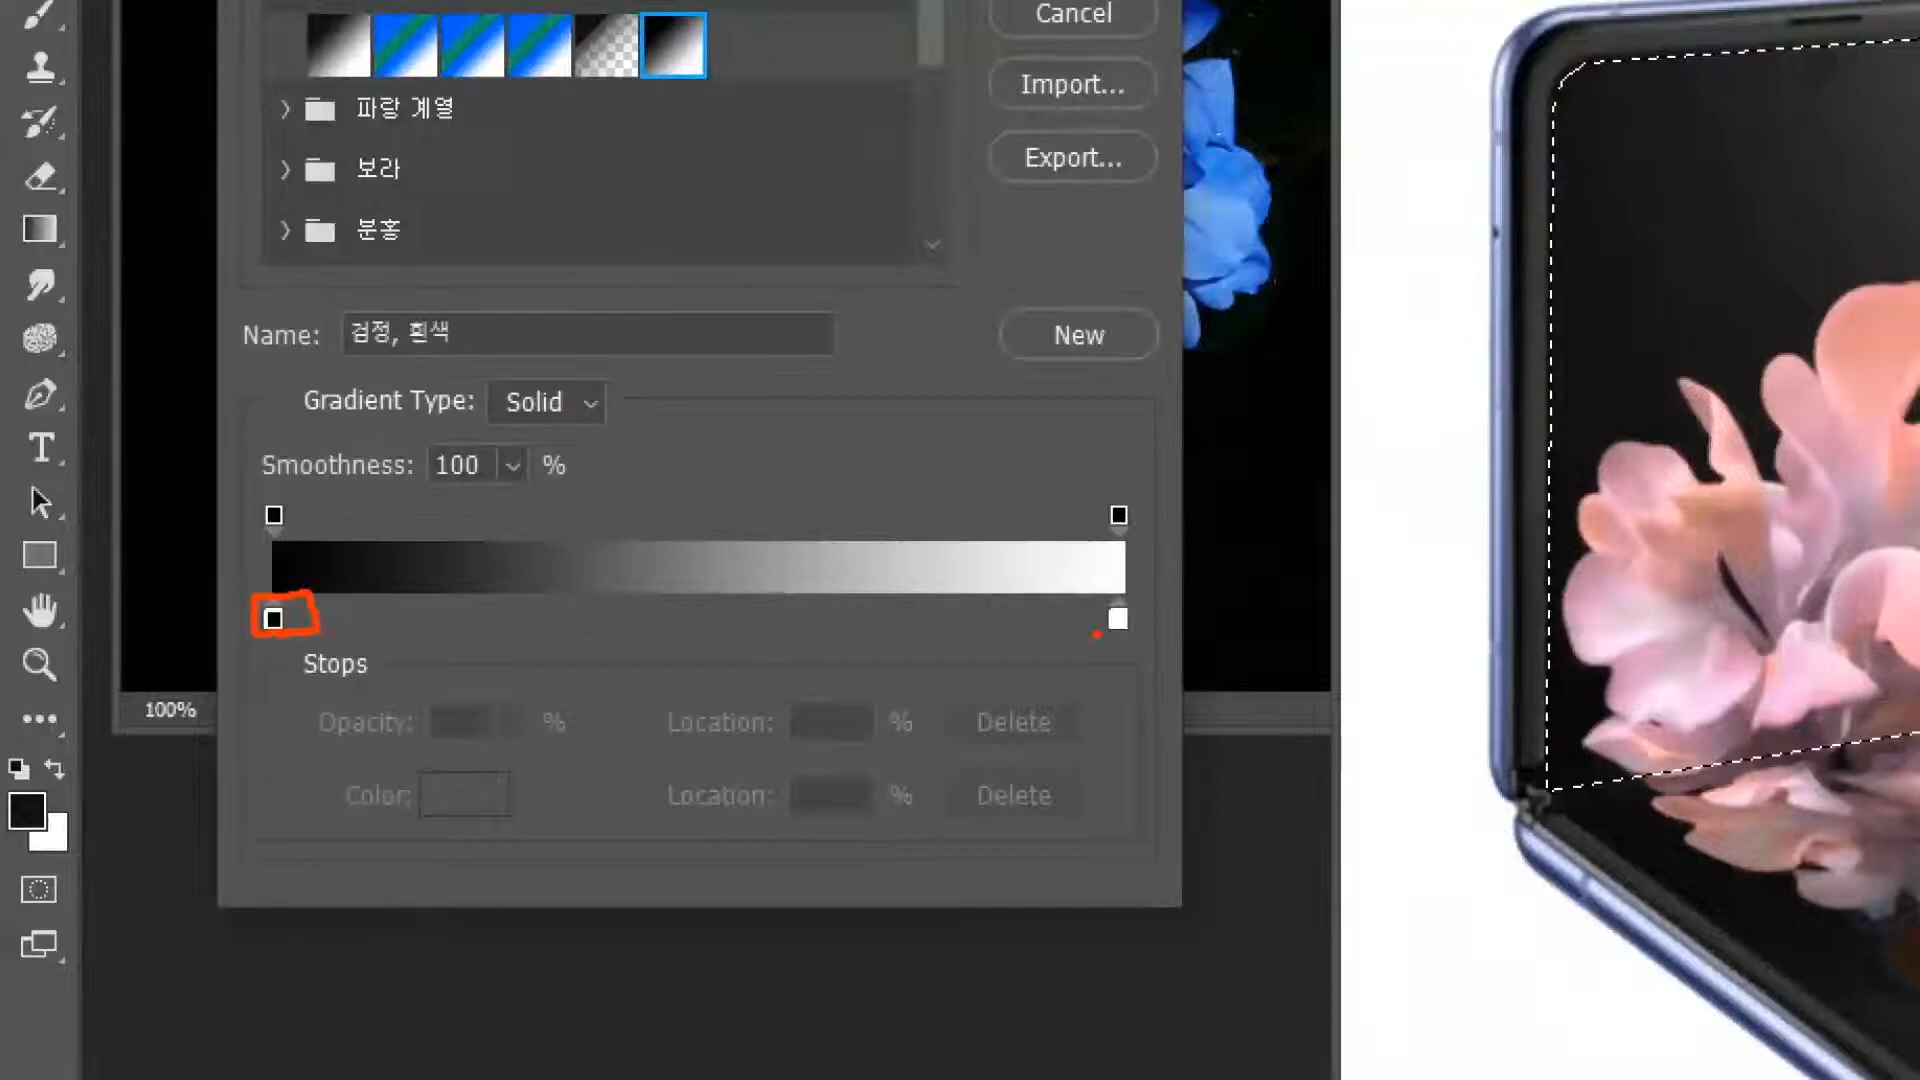 Cancel
Import...
파랑 계열
Export...
보라
분홍
Name: 검정, 흰색
New
Gradient Type: Solid
Smoothness: 100 %
Stops
100%
Opacity: % Location: % Delete
Color: Location: % Delete